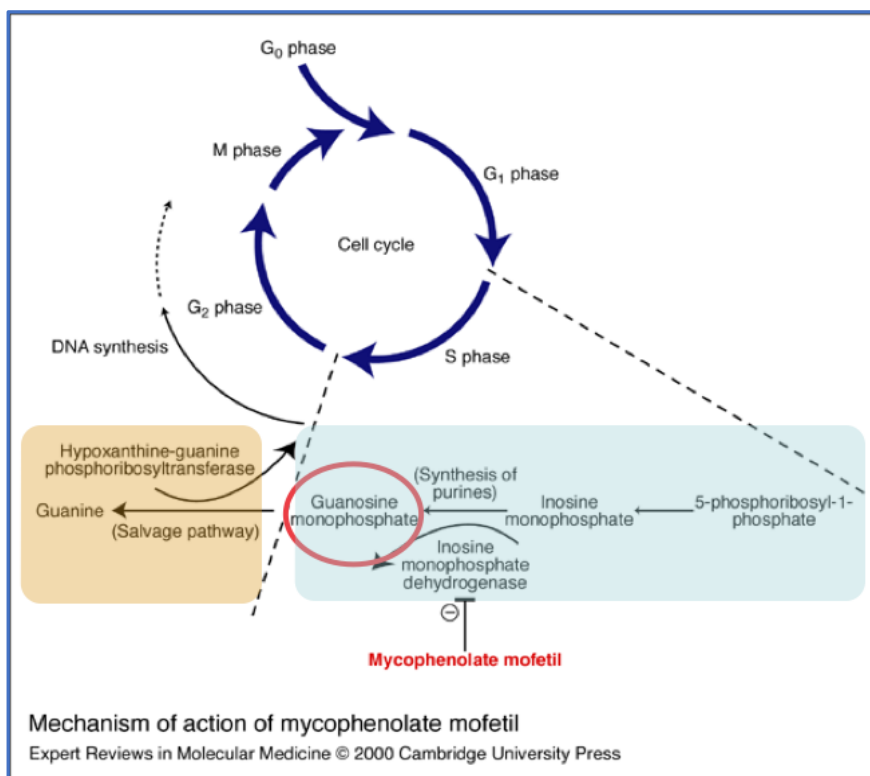 G₀ phase
M phase
G₁ phase
Cell cycle
G₂ phase
DNA synthesis
S phase
Hypoxanthine-guanine
phosphoribosyltransferase
Guanine
(Salvage pathway)
(Synthesis of
purines)
Guanosine
monophosphate
Inosine
monophosphate
5-phosphoribosyl-1-
phosphate
Inosine
monophosphate
dehydrogenase
⊖
Mycophenolate mofetil
Mechanism of action of mycophenolate mofetil
Expert Reviews in Molecular Medicine © 2000 Cambridge University Press